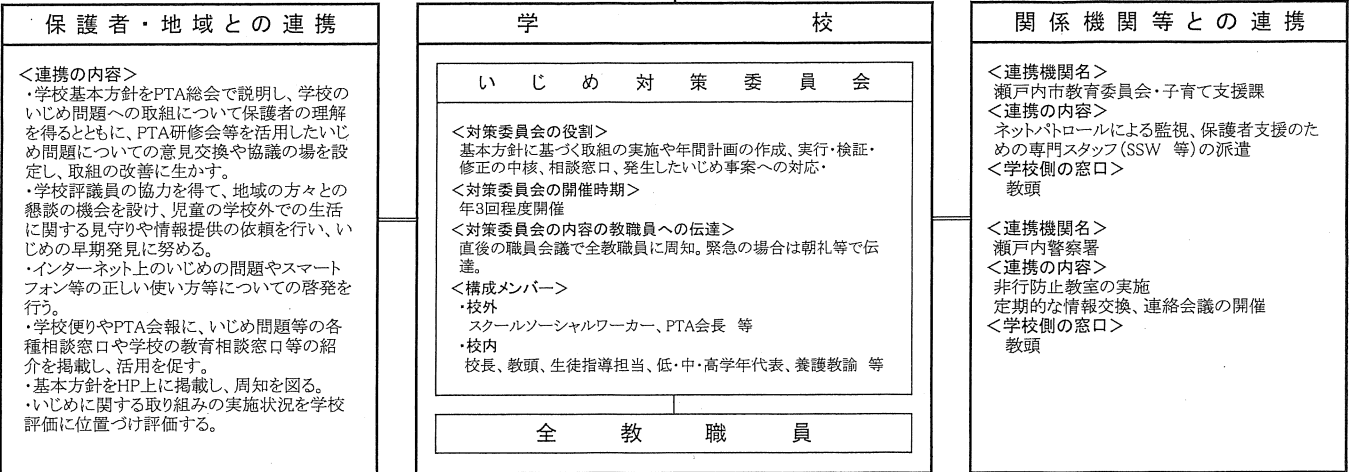 保護者・地域との連携
<連携の内容>
・学校基本方針をPTA総会で説明し、学校の
いじめ問題への取組について保護者の理解
を得るとともに、PTA研修会等を活用したいじ
め問題についての意見交換や協議の場を設
定し、取組の改善に生かす。
・学校評議員の協力を得て、地域の方々との
懇談の機会を設け、児童の学校外での生活
に関する見守りや情報提供の依頼を行い、い
じめの早期発見に努める。
・インターネット上のいじめの問題やスマート
フォン等の正しい使い方等についての啓発を
行う。
・学校便りやPTA会報に、いじめ問題等の各
種相談窓口や学校の教育相談窓口等の紹
介を掲載し、活用を促す。
・基本方針をHP上に掲載し、周知を図る。
・いじめに関する取り組みの実施状況を学校
評価に位置づけ評価する。
学校
いじめ対策委員会
<対策委員会の役割>
基本方針に基づく取組の実施や年間計画の作成、実行・検証・
修正の中核、相談窓口、発生したいじめ事案への対応・
<対策委員会の開催時期>
年3回程度開催
<対策委員会の内容の教職員への伝達>
直後の職員会議で全教職員に周知。緊急の場合は朝礼等で伝
達。
<構成メンバー>
・校外
スクールソーシャルワーカー、PTA会長 等
・校内
校長、教頭、生徒指導担当、低・中・高学年代表、養護教諭 等
全教職員
関係機関等との連携
<連携機関名>
瀬戸内市教育委員会・子育て支援課
<連携の内容>
ネットパトロールによる監視、保護者支援のた
めの専門スタッフ(SSW 等)の派遣
<学校側の窓口>
教頭
<連携機関名>
瀬戸内警察署
<連携の内容>
非行防止教室の実施
定期的な情報交換、連絡会議の開催
<学校側の窓口>
教頭